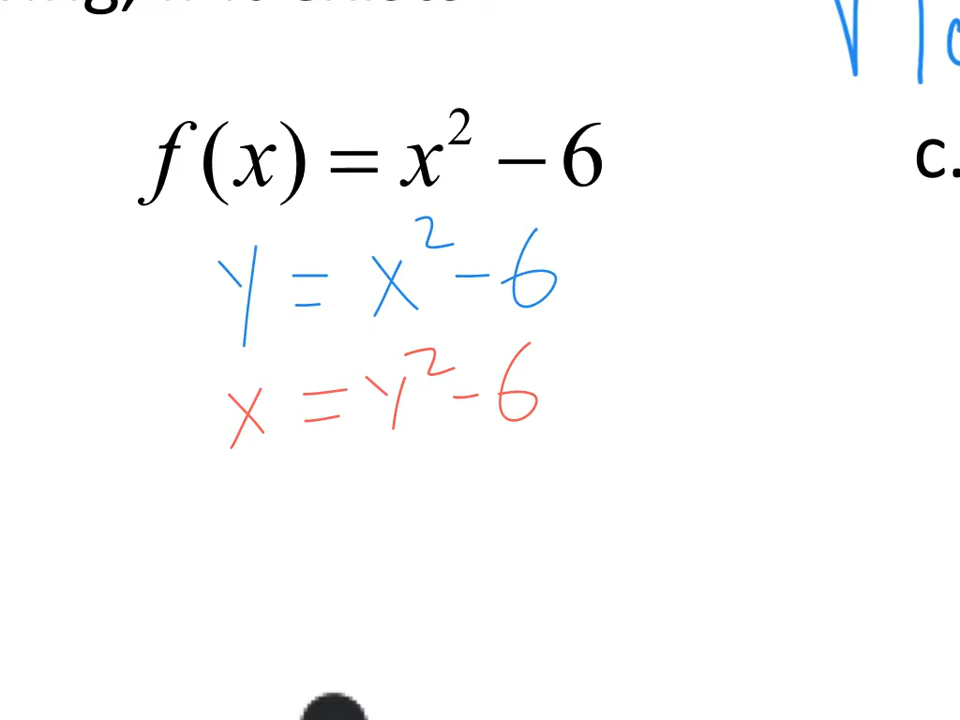 f(x) = x² − 6
c.
y = x² - 6
x = y² - 6